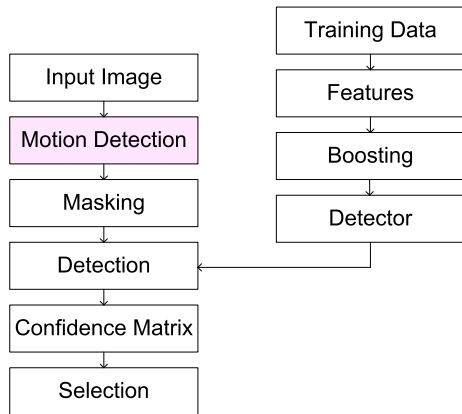 Training Data
Input Image
Features
Motion Detection
Boosting
Masking
Detector
Detection
Confidence Matrix
Selection